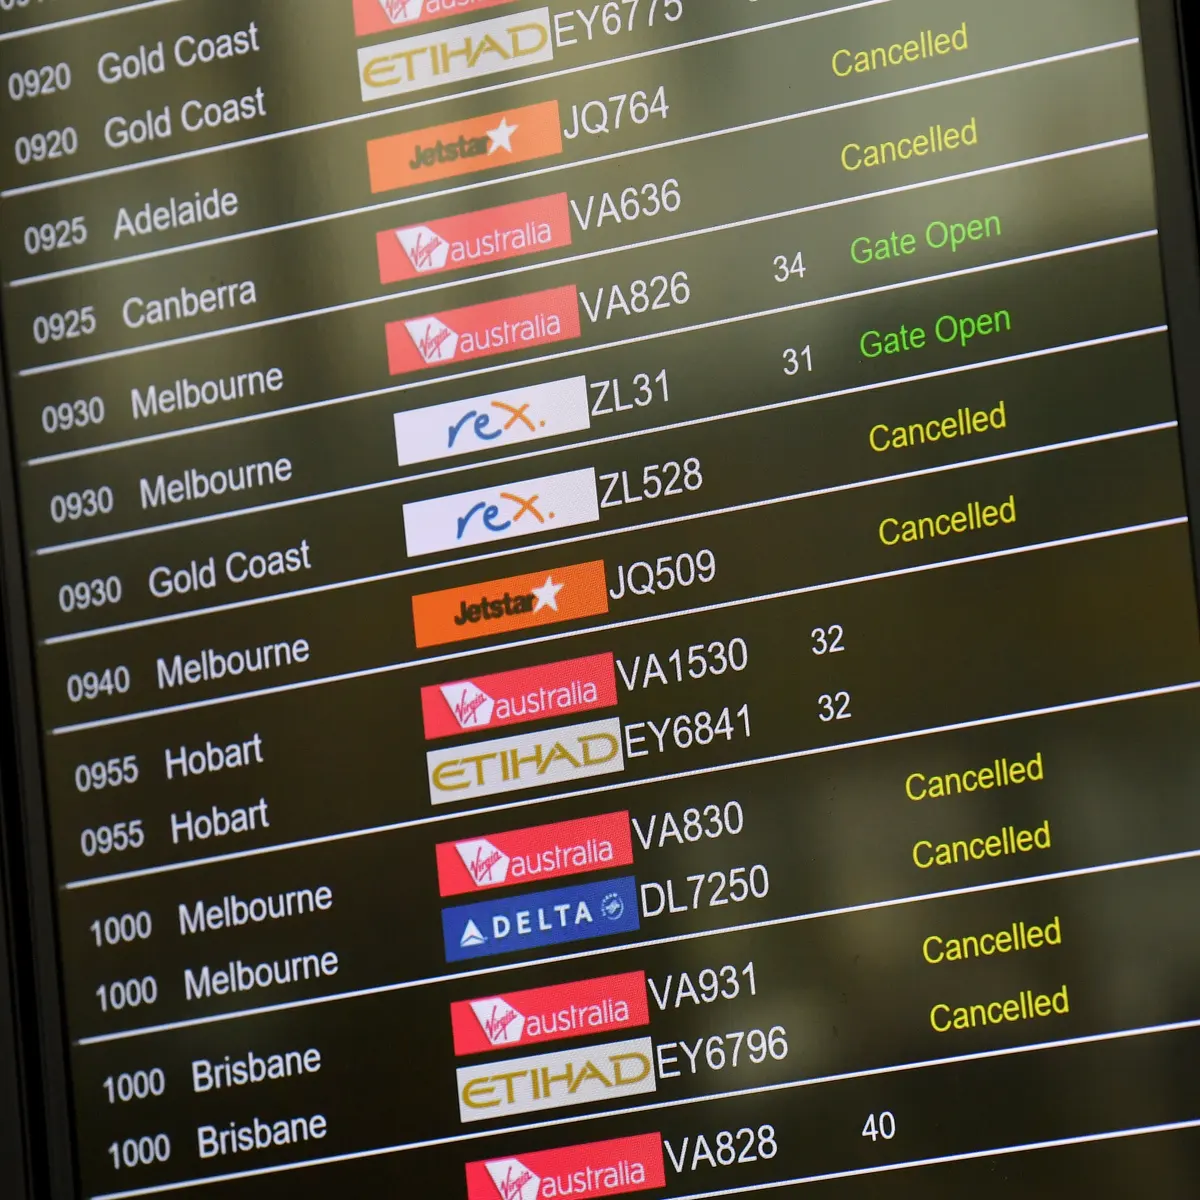 0920 Gold Coast Virgin australia
0920 Gold Coast ETIHAD EY6775
0925 Adelaide Jetstar JQ764 Cancelled
0925 Canberra Virgin australia VA636 Cancelled
0930 Melbourne Virgin australia VA826 34 Gate Open
0930 Melbourne rex. ZL31 31 Gate Open
0930 Gold Coast rex. ZL528 Cancelled
0940 Melbourne Jetstar JQ509 Cancelled
0955 Hobart Virgin australia VA1530 32
0955 Hobart ETIHAD EY6841 32
1000 Melbourne Virgin australia VA830 Cancelled
1000 Melbourne DELTA DL7250 Cancelled
1000 Brisbane Virgin australia VA931 Cancelled
1000 Brisbane ETIHAD EY6796 Cancelled
Virgin australia VA828 40